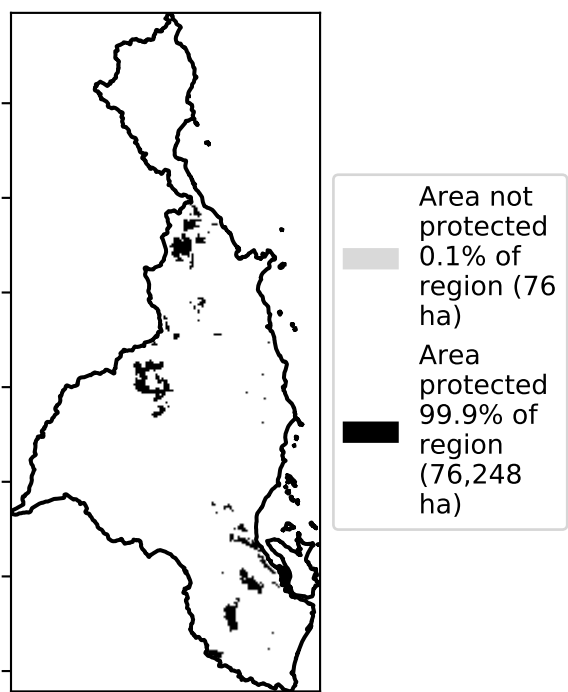 Area not
protected
0.1% of
region (76
ha)
Area
protected
99.9% of
region
(76,248
ha)